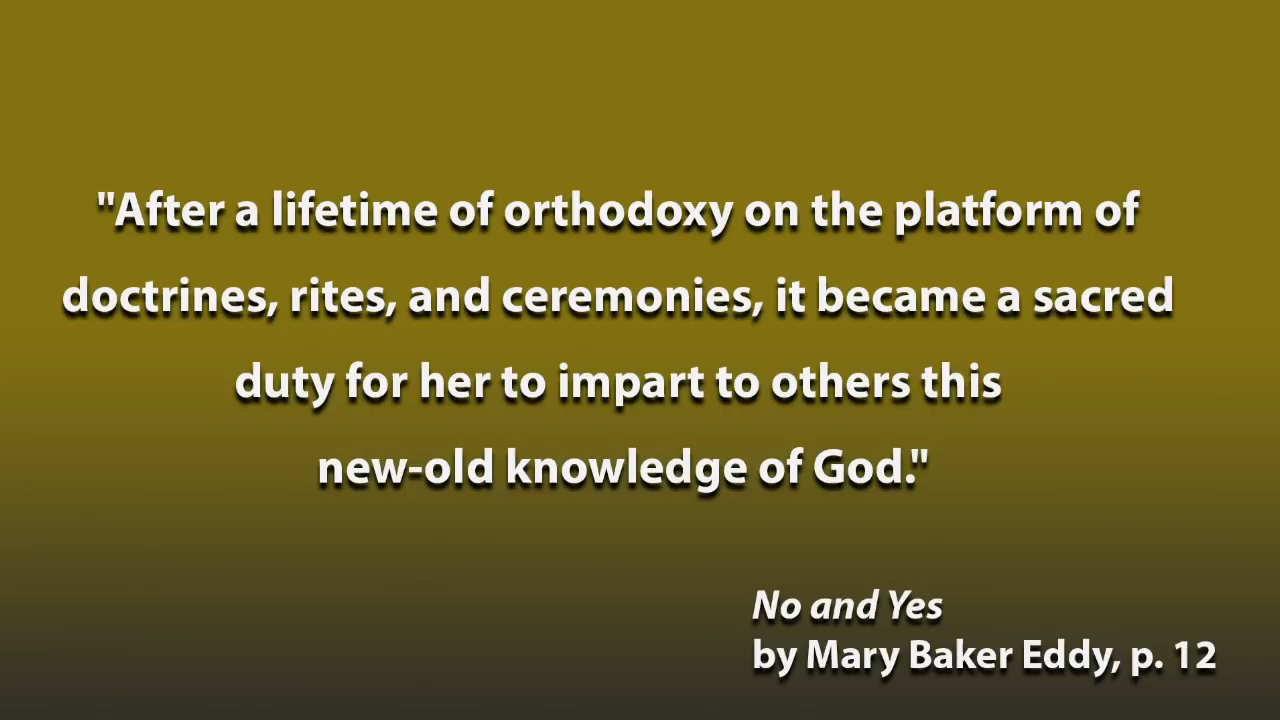 "After a lifetime of orthodoxy on the platform of
doctrines, rites, and ceremonies, it became a sacred
duty for her to impart to others this
new-old knowledge of God."
No and Yes
by Mary Baker Eddy, p. 12